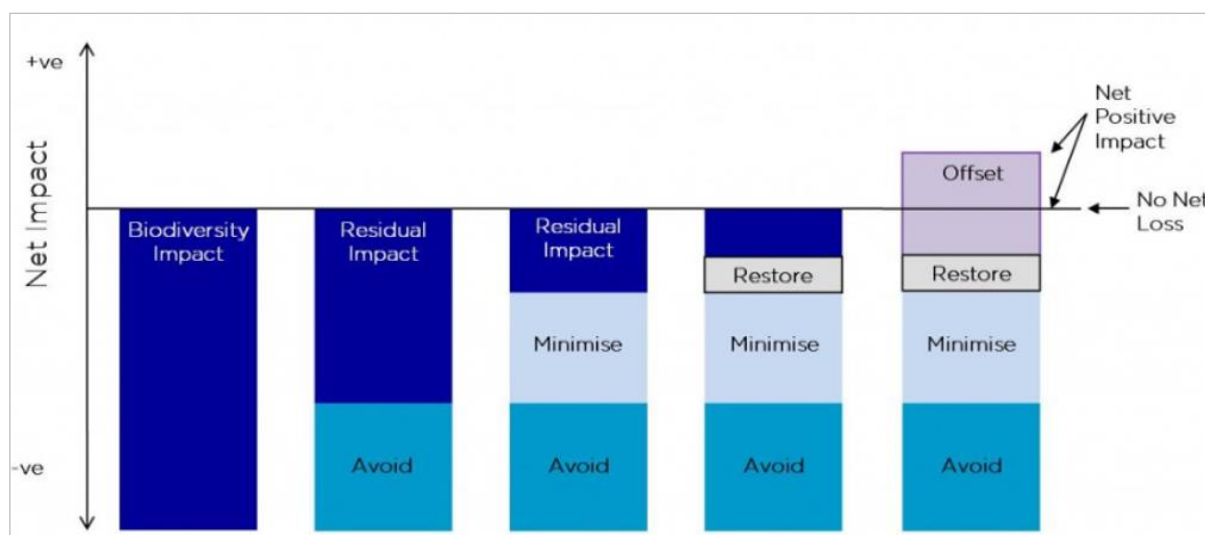 +ve
Net Impact
-ve
Biodiversity
Impact
Residual
Impact
Avoid
Residual
Impact
Minimise
Avoid
Restore
Minimise
Avoid
Offset
Restore
Minimise
Avoid
Net
Positive
Impact
No Net
Loss